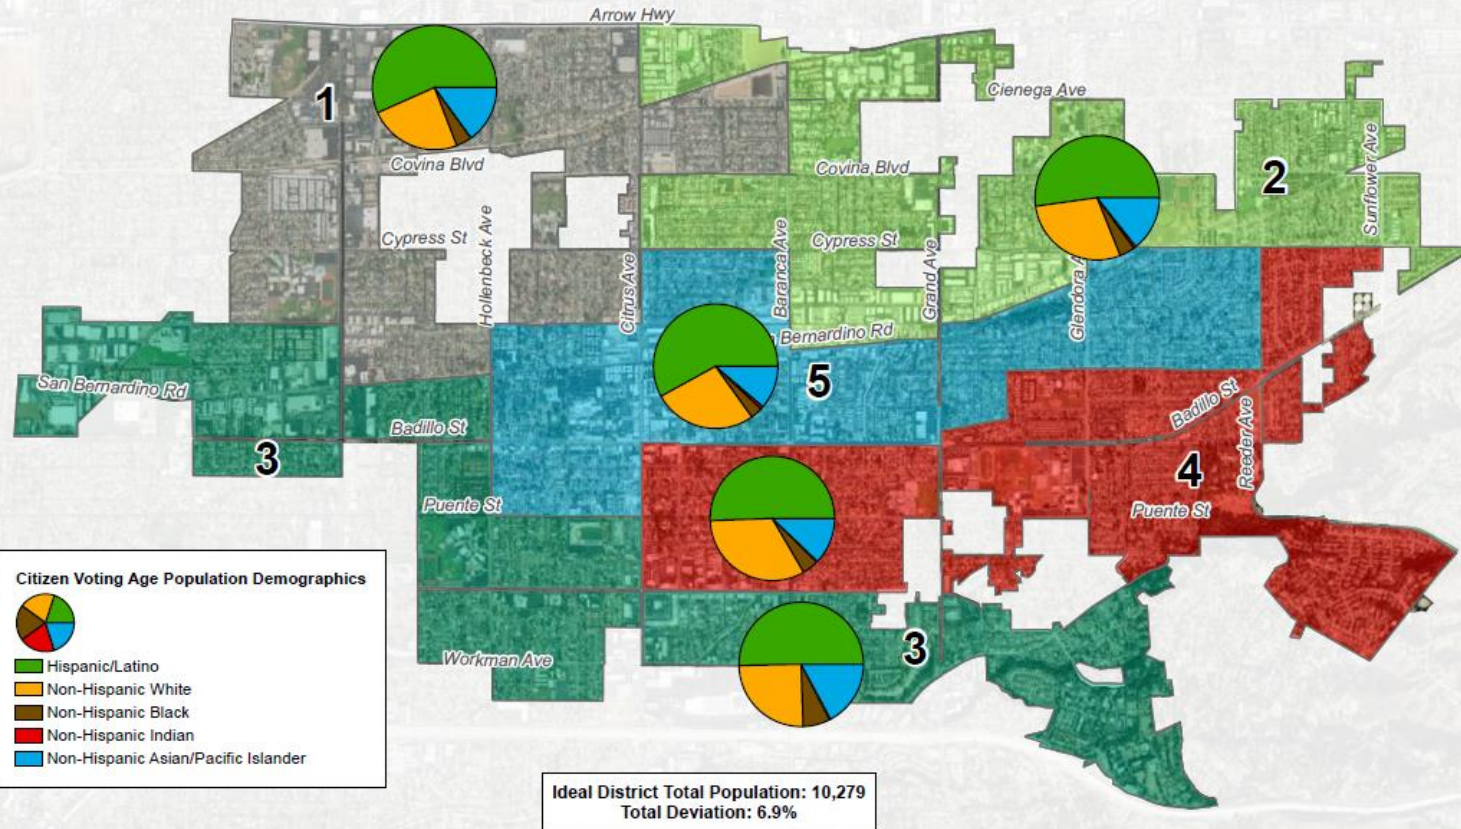 Arrow Hwy
Cienega Ave
1
Covina Blvd
Covina Blvd
2
Sunflower Ave
Hollenbeck Ave
Cypress St
Citrus Ave
Baranca Ave
Cypress St
Grand Ave
Glendora
Bernardino Rd
San Bernardino Rd
5
Badillo St
Badillo St
Reeder Ave
3
4
Puente St
Puente St
Workman Ave
3
Citizen Voting Age Population Demographics
Hispanic/Latino
Non-Hispanic White
Non-Hispanic Black
Non-Hispanic Indian
Non-Hispanic Asian/Pacific Islander
Ideal District Total Population: 10,279
Total Deviation: 6.9%